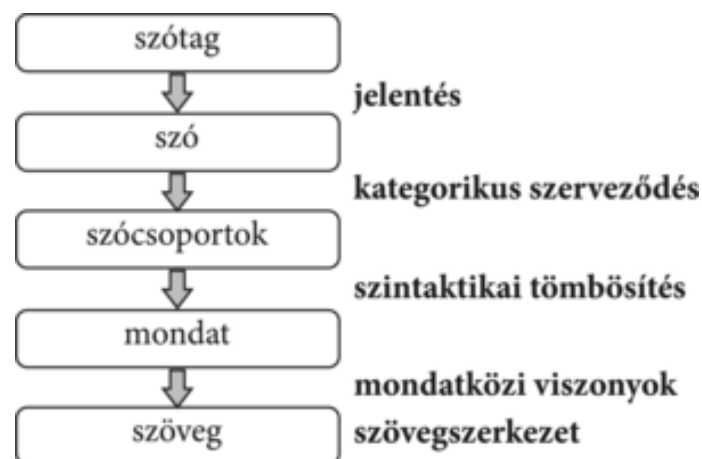 szótag
jelentés
szó
kategorikus szerveződés
szócsoportok
szintaktikai tömbösítés
mondat
mondatközi viszonyok
szöveg
szövegszerkezet